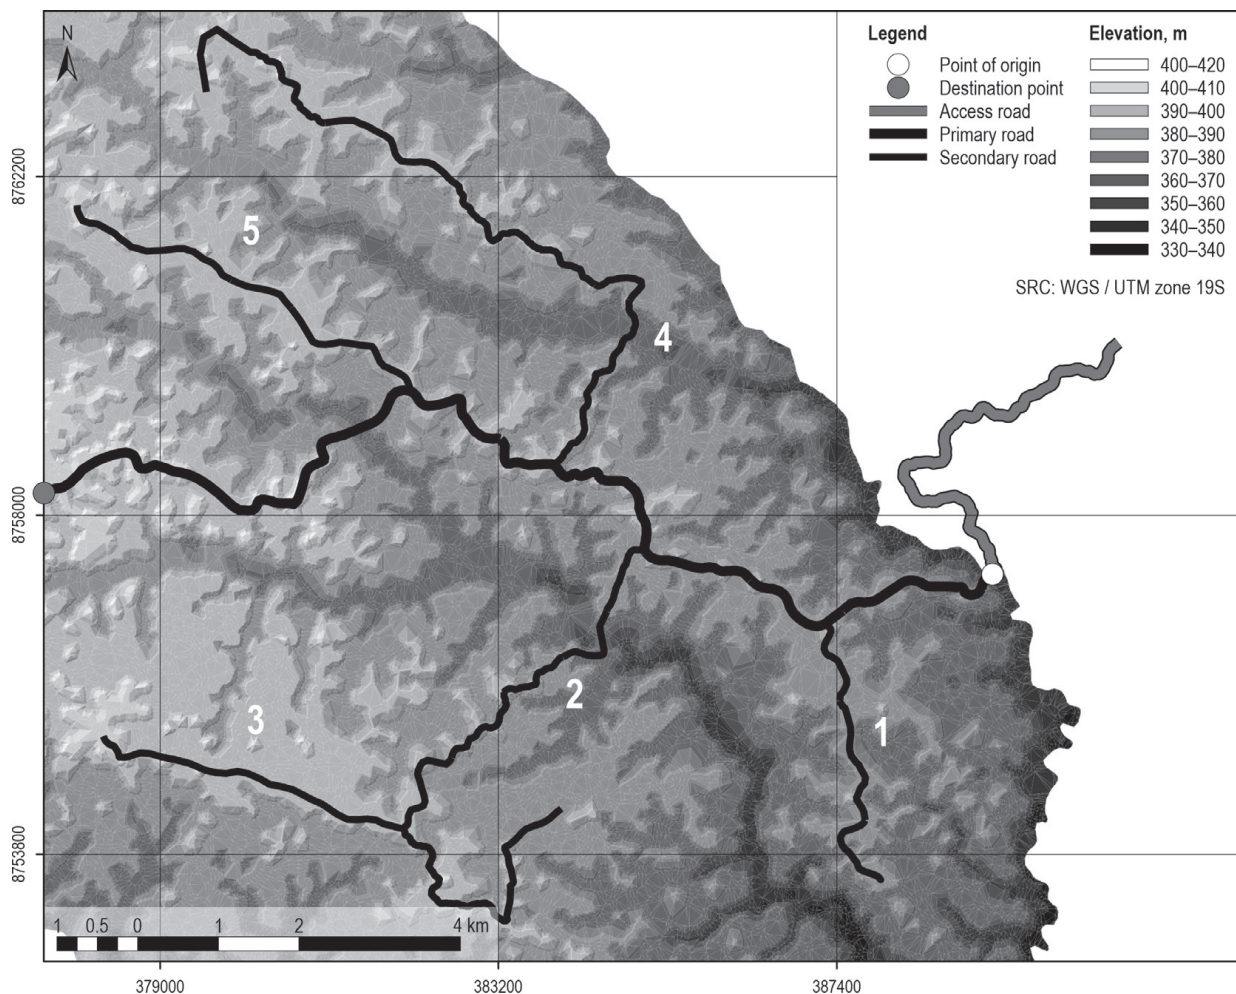 N
Legend
Point of origin
Destination point
Access road
Primary road
Secondary road
Elevation, m
400–420
400–410
390–400
380–390
370–380
360–370
350–360
340–350
330–340
SRC: WGS / UTM zone 19S
8762200
8758000
8753800
5
4
3
2
1
1 0.5 0 1 2 4 km
379000 383200 387400